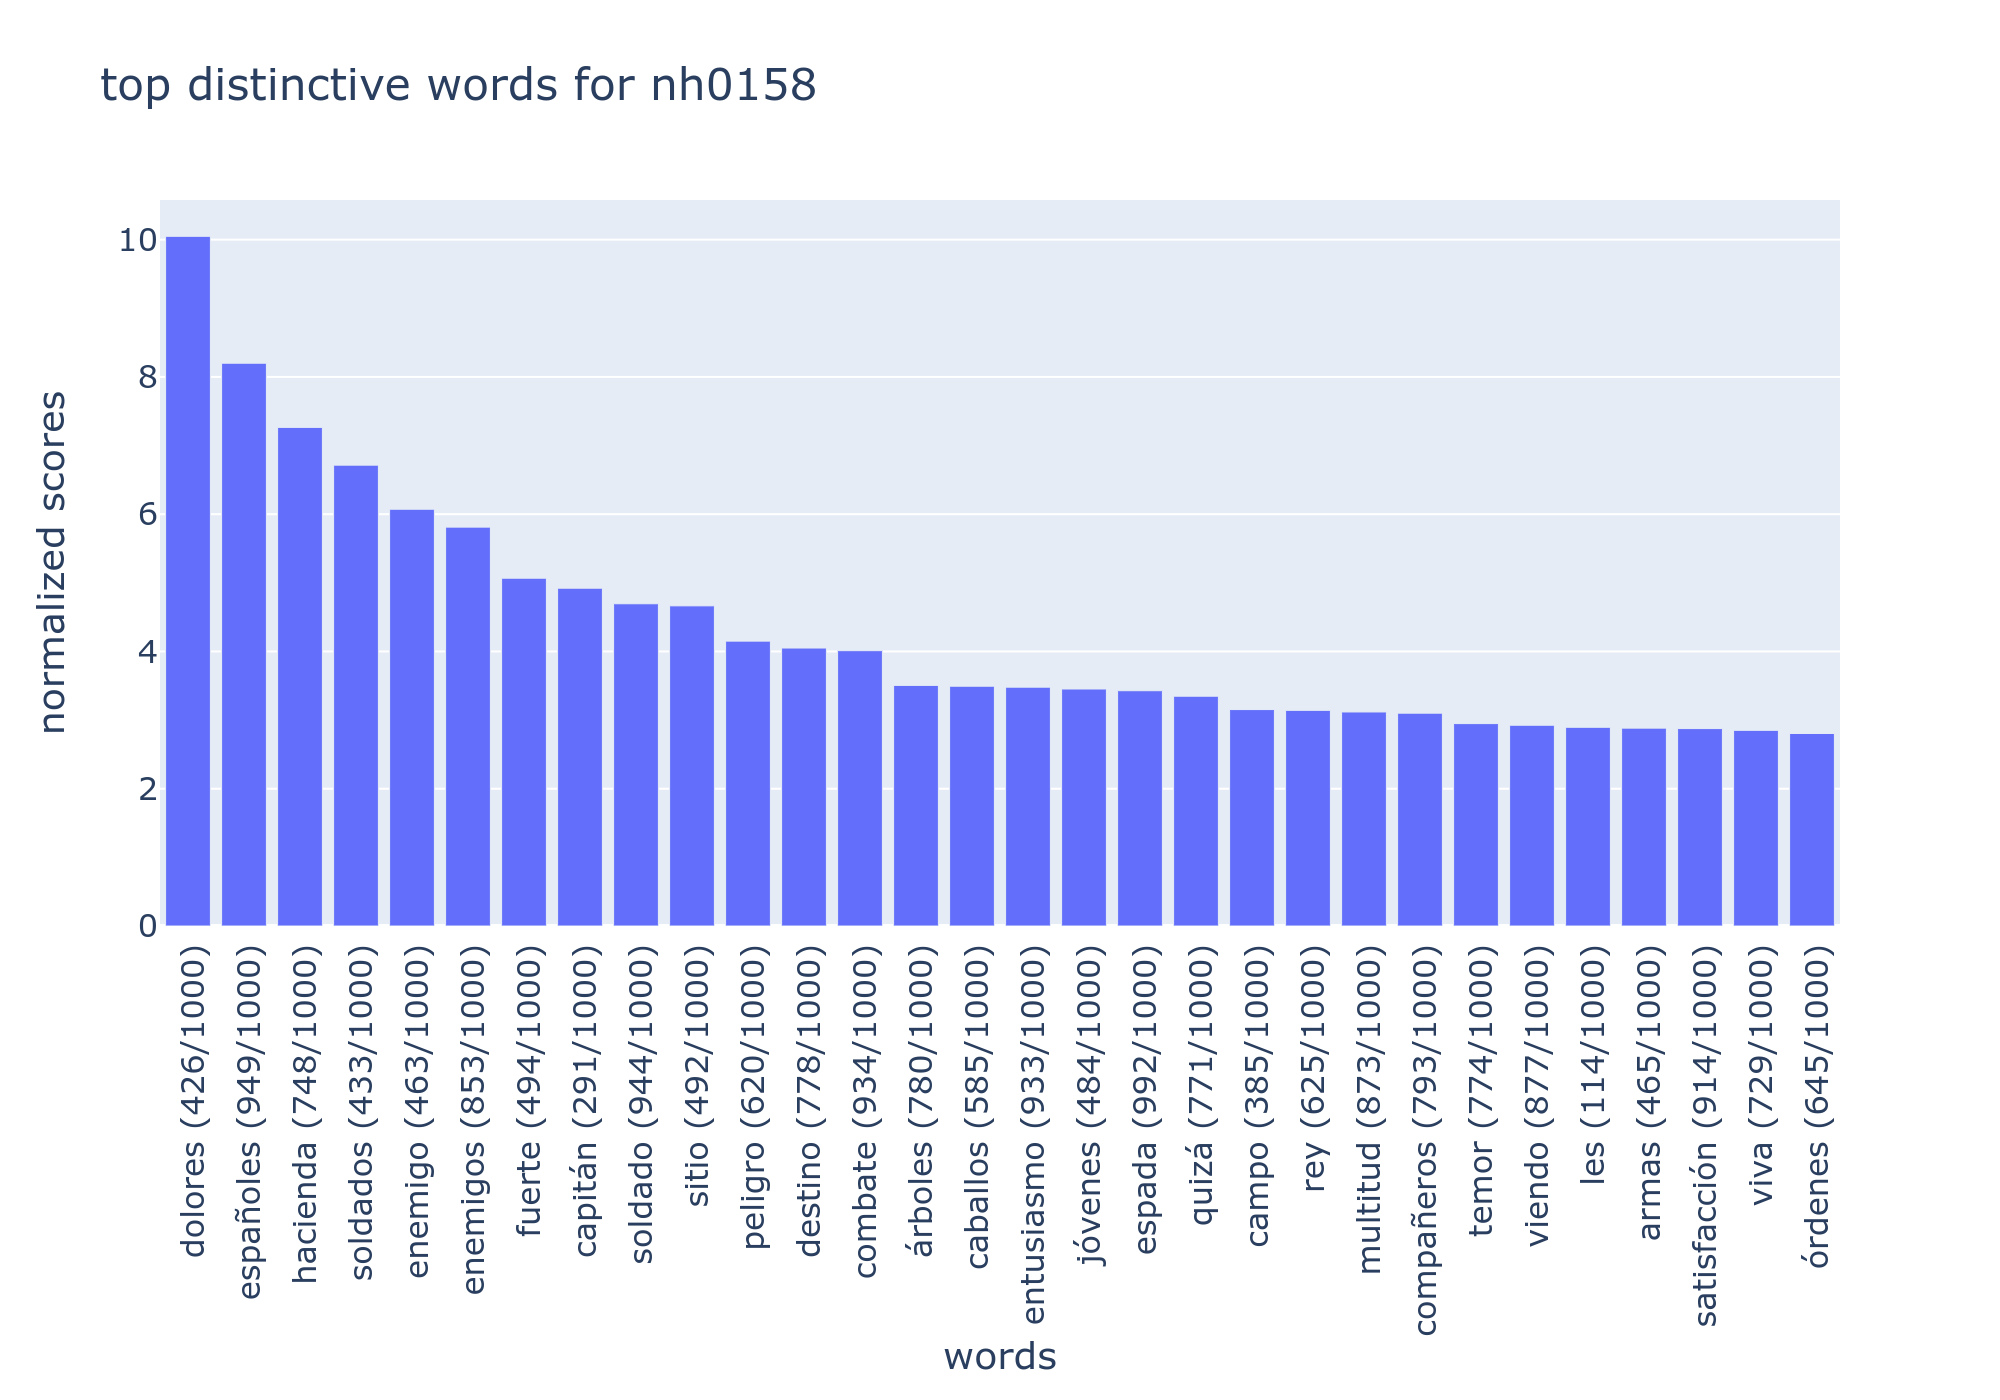 top distinctive words for nh0158
normalized scores
10
8
6
4
2
0
dolores (426/1000)
españoles (949/1000)
hacienda (748/1000)
soldados (433/1000)
enemigo (463/1000)
enemigos (853/1000)
fuerte (494/1000)
capitán (291/1000)
soldado (944/1000)
sitio (492/1000)
peligro (620/1000)
destino (778/1000)
combate (934/1000)
árboles (780/1000)
caballos (585/1000)
entusiasmo (933/1000)
jóvenes (484/1000)
espada (992/1000)
quizá (771/1000)
campo (385/1000)
rey (625/1000)
multitud (873/1000)
compañeros (793/1000)
temor (774/1000)
viendo (877/1000)
les (114/1000)
armas (465/1000)
satisfacción (914/1000)
viva (729/1000)
órdenes (645/1000)
words